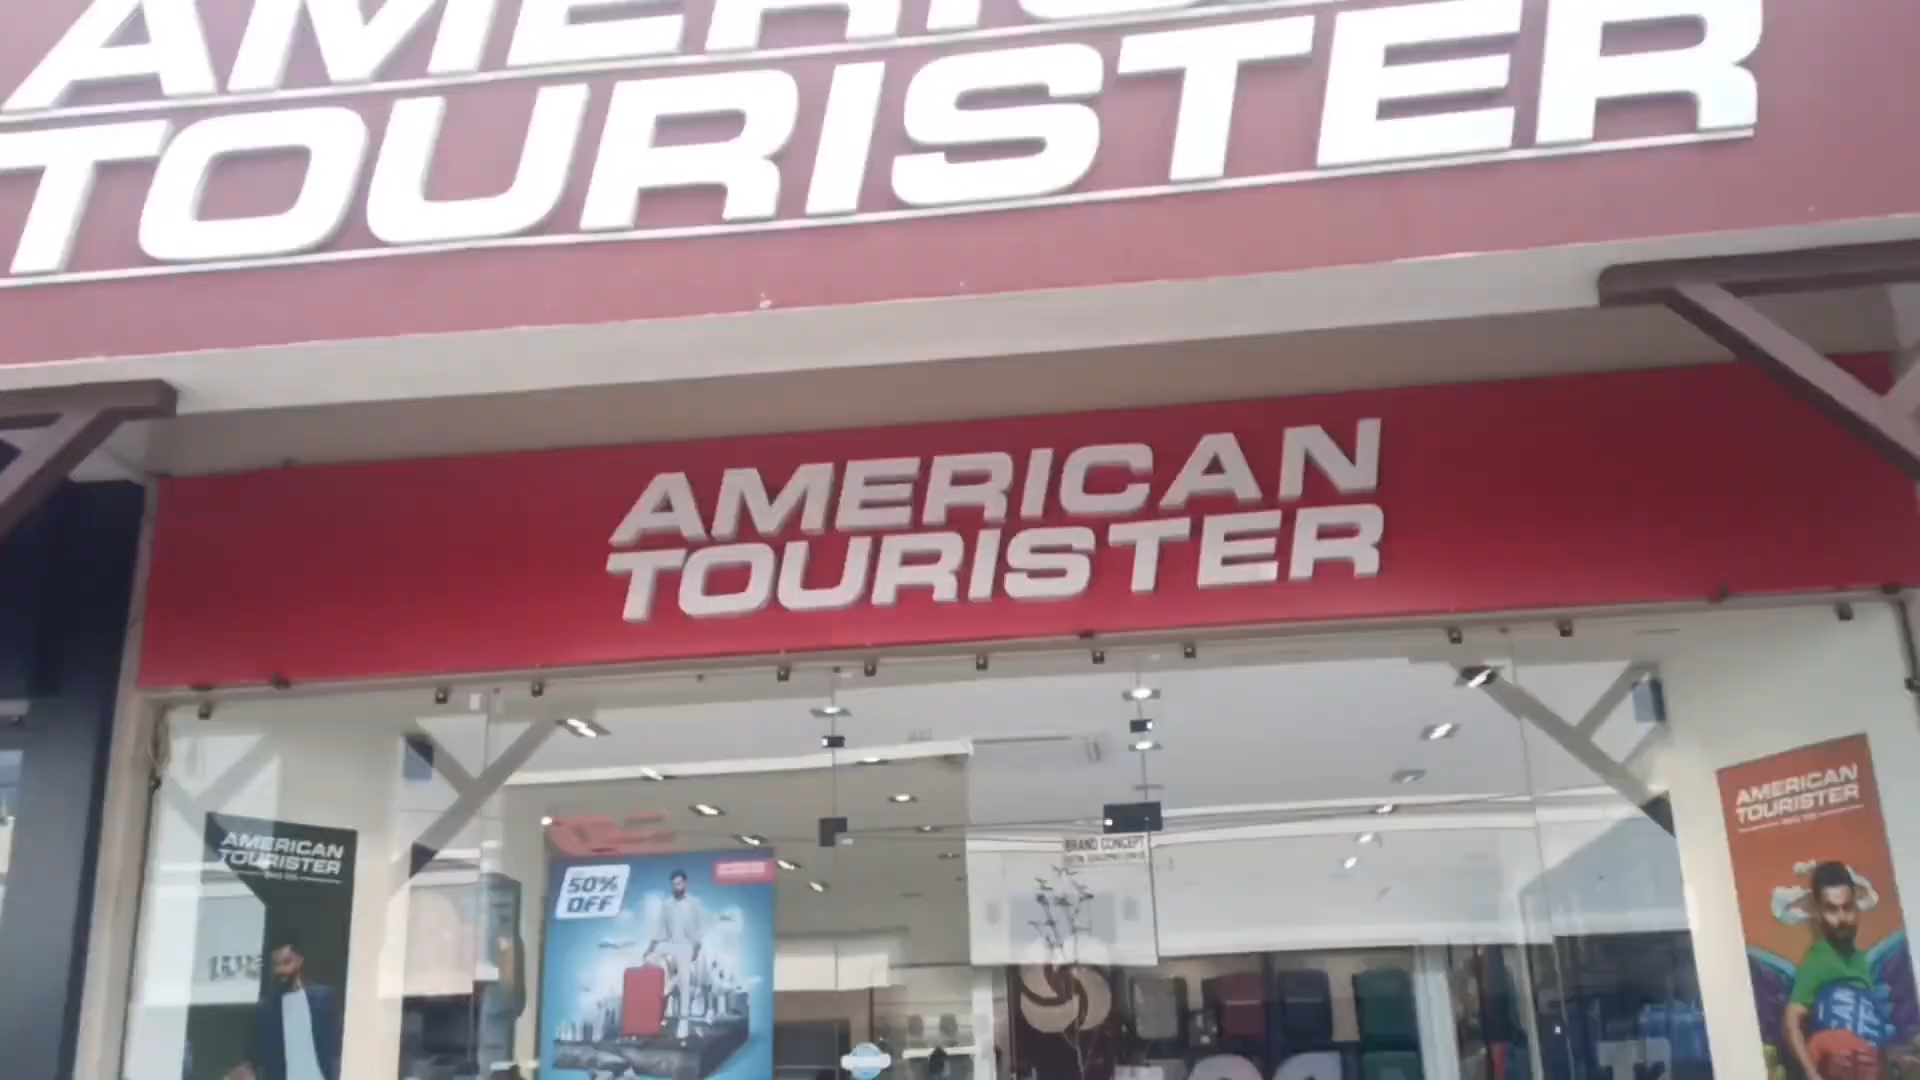 AMERICAN
TOURISTER
AMERICAN
TOURISTER
AMERICAN
TOURISTER
50%
OFF
BRAND CONCEPT
AMERICAN
TOURISTER